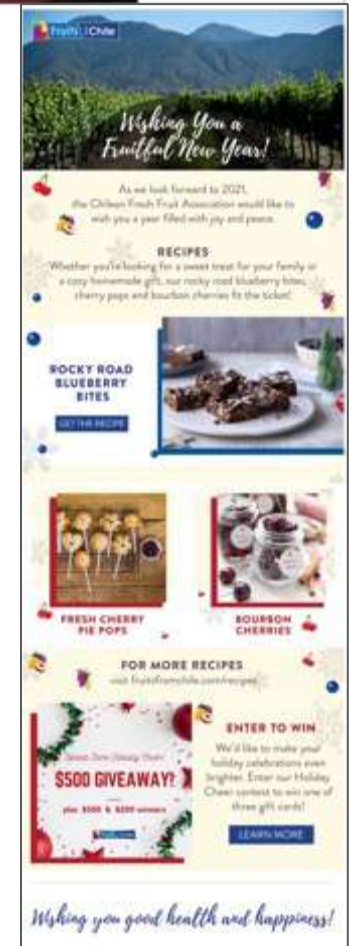 Wishing You a
Fruitful New Year!
As we look forward to 2021,
the Chilean Fresh Fruit Association would like to
wish you a year filled with joy and peace.
RECIPES
Whether you're looking for a sweet treat for your family or
a cozy homemade gift, our rocky road blueberry bites,
cherry pops and bourbon cherries fit the ticket!
ROCKY ROAD
BLUEBERRY
BITES
GET THE RECIPE
FRESH CHERRY
PIE POPS
BOURBON
CHERRIES
FOR MORE RECIPES
visit fruitsfromchile.com/recipes
$500 GIVEAWAY!
plus $300 & $200 winners
ENTER TO WIN
We'd like to make your
holiday celebrations even
brighter. Enter our Holiday
Cheer contest to win one of
three gift cards!
LEARN MORE
Wishing you good health and happiness!